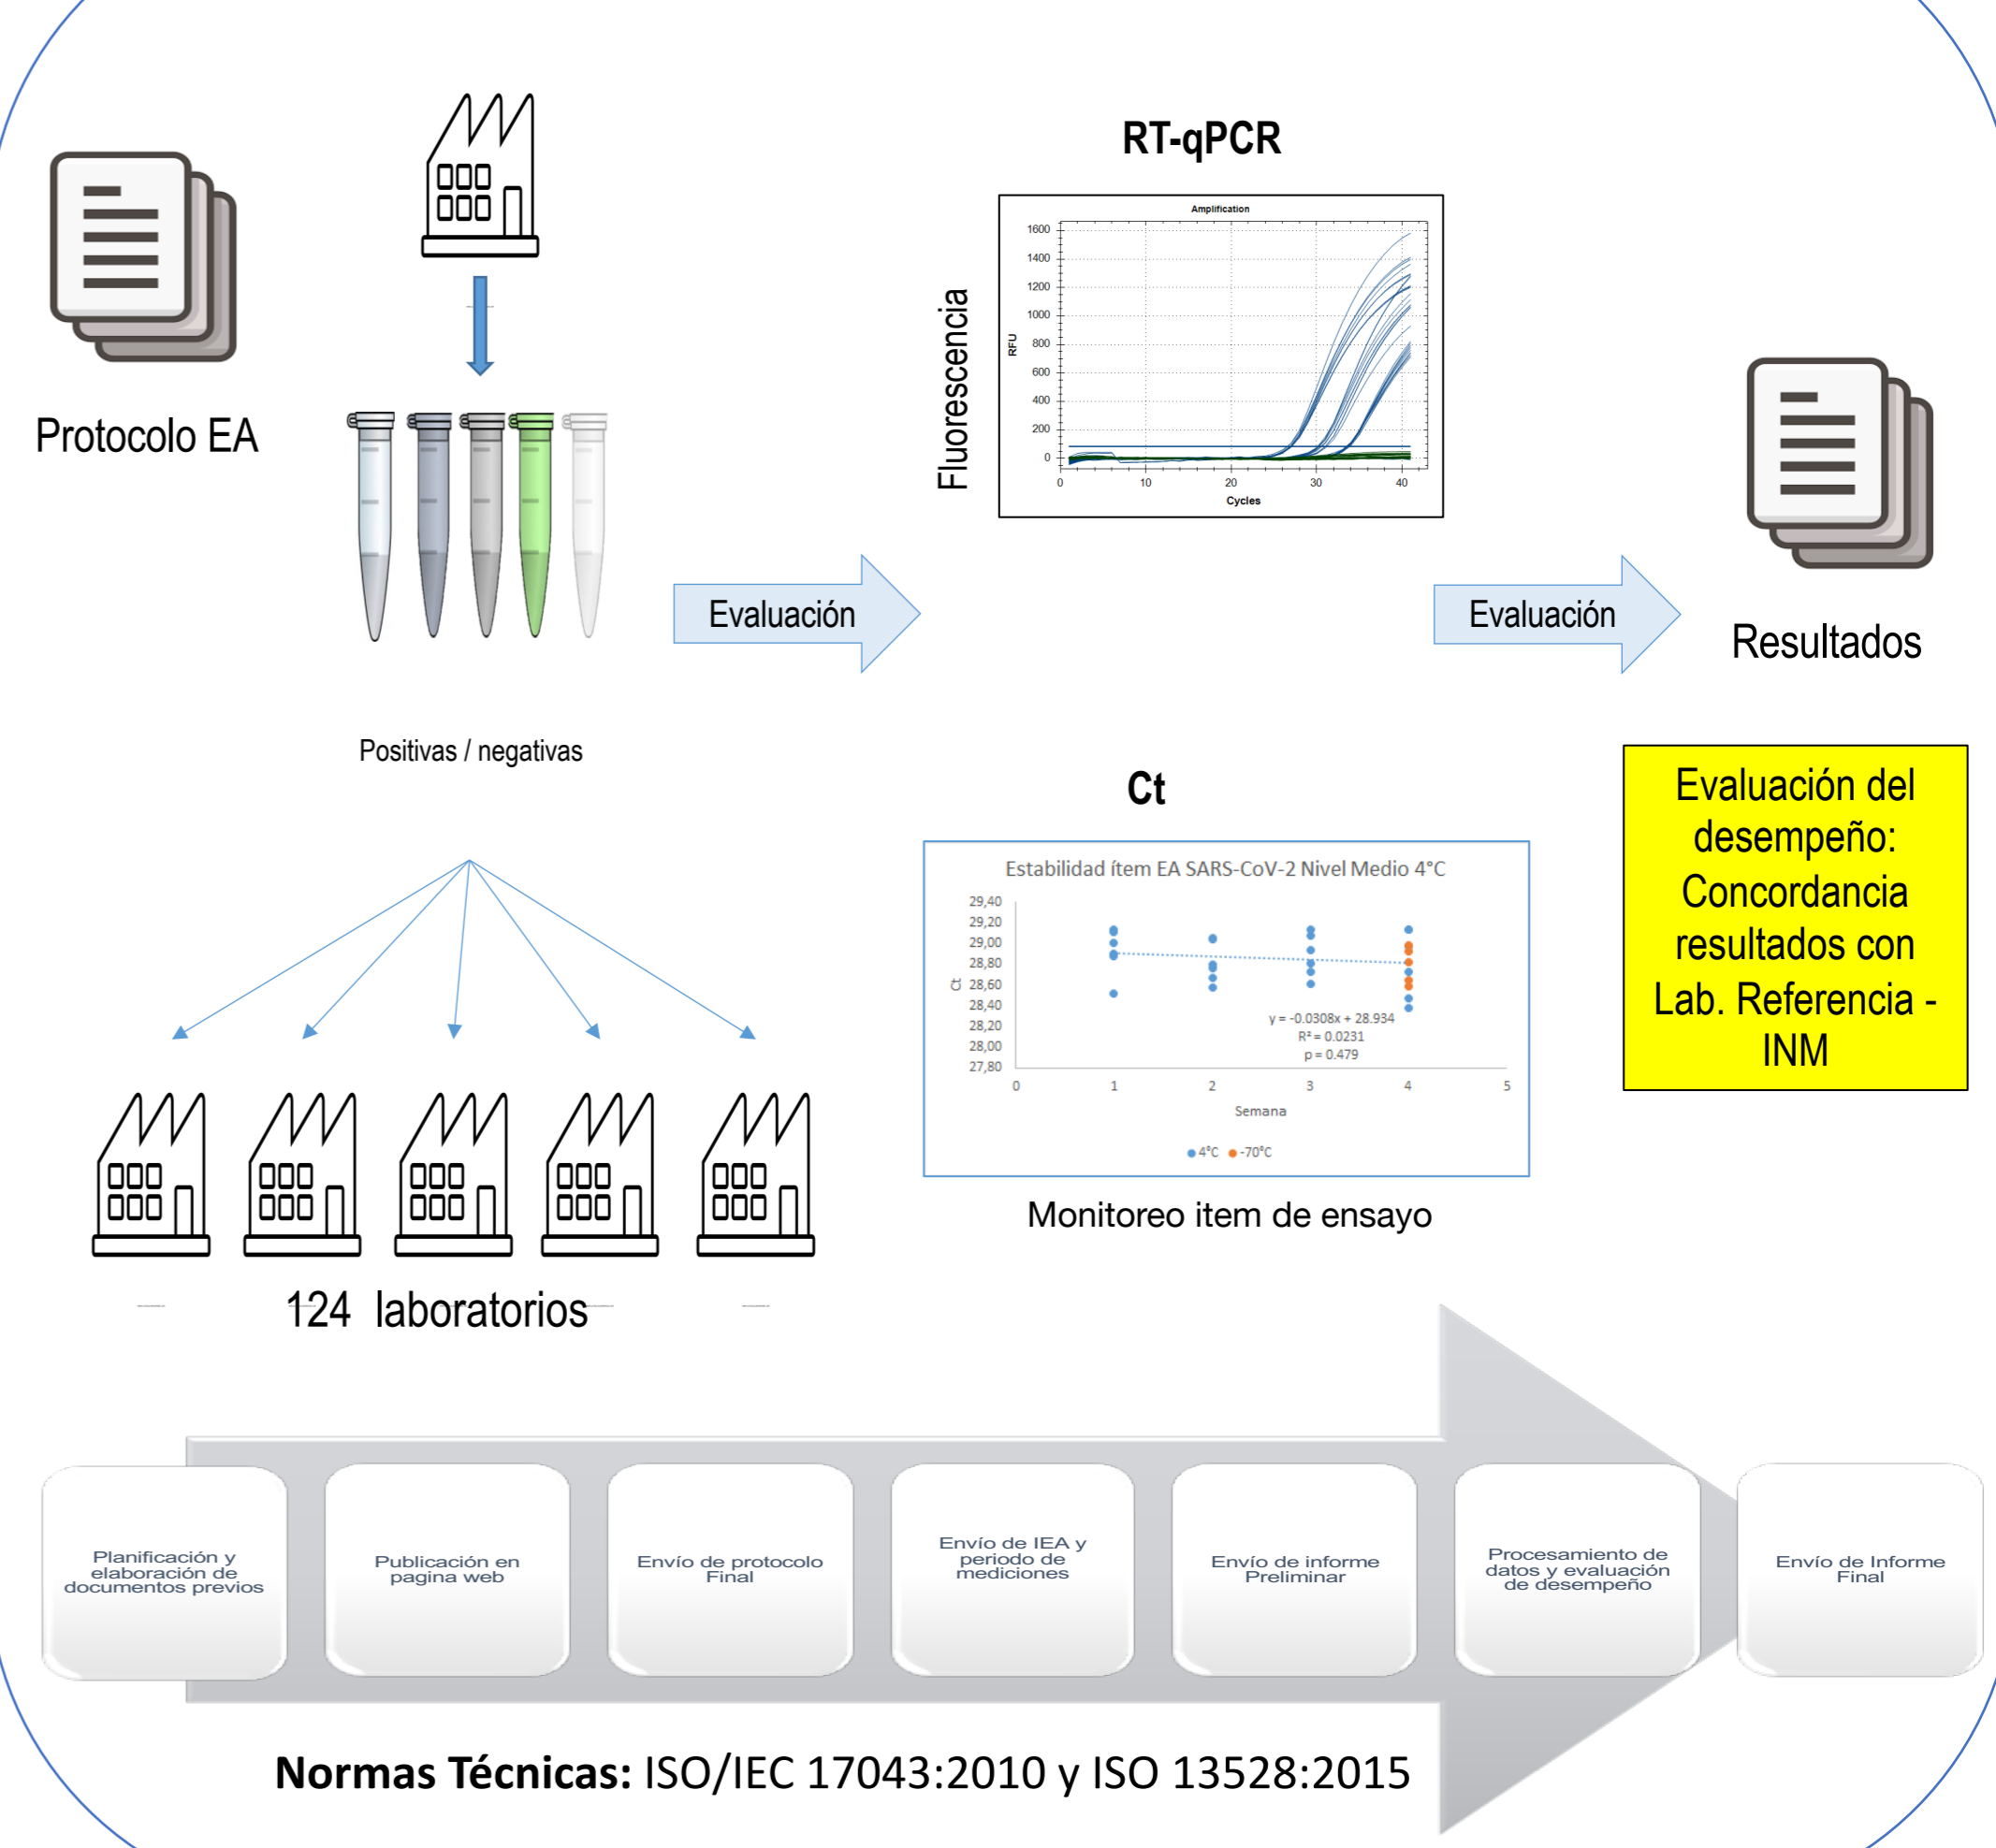 Protocolo EA
RT-qPCR
Amplification
1600
1400
1200
1000
800
600
400
200
0
RFU
Fluorescencia
0 10 20 30 40
Cycles
Evaluación
Evaluación
Resultados
Positivas / negativas
Ct
Estabilidad ítem EA SARS-CoV-2 Nivel Medio 4°C
29,40
29,20
29,00
28,80
28,60
28,40
28,20
28,00
27,80
Ct
y = -0.0308x + 28.934
R² = 0.0231
p = 0.479
0 1 2 3 4 5
Semana
4°C -70°C
Monitoreo item de ensayo
Evaluación del
desempeño:
Concordancia
resultados con
Lab. Referencia -
INM
124 laboratorios
Planificación y
elaboración de
documentos previos
Publicación en
pagina web
Envío de protocolo
Final
Envío de IEA y
periodo de
mediciones
Envío de informe
Preliminar
Procesamiento de
datos y evaluación
de desempeño
Envío de Informe
Final
Normas Técnicas: ISO/IEC 17043:2010 y ISO 13528:2015